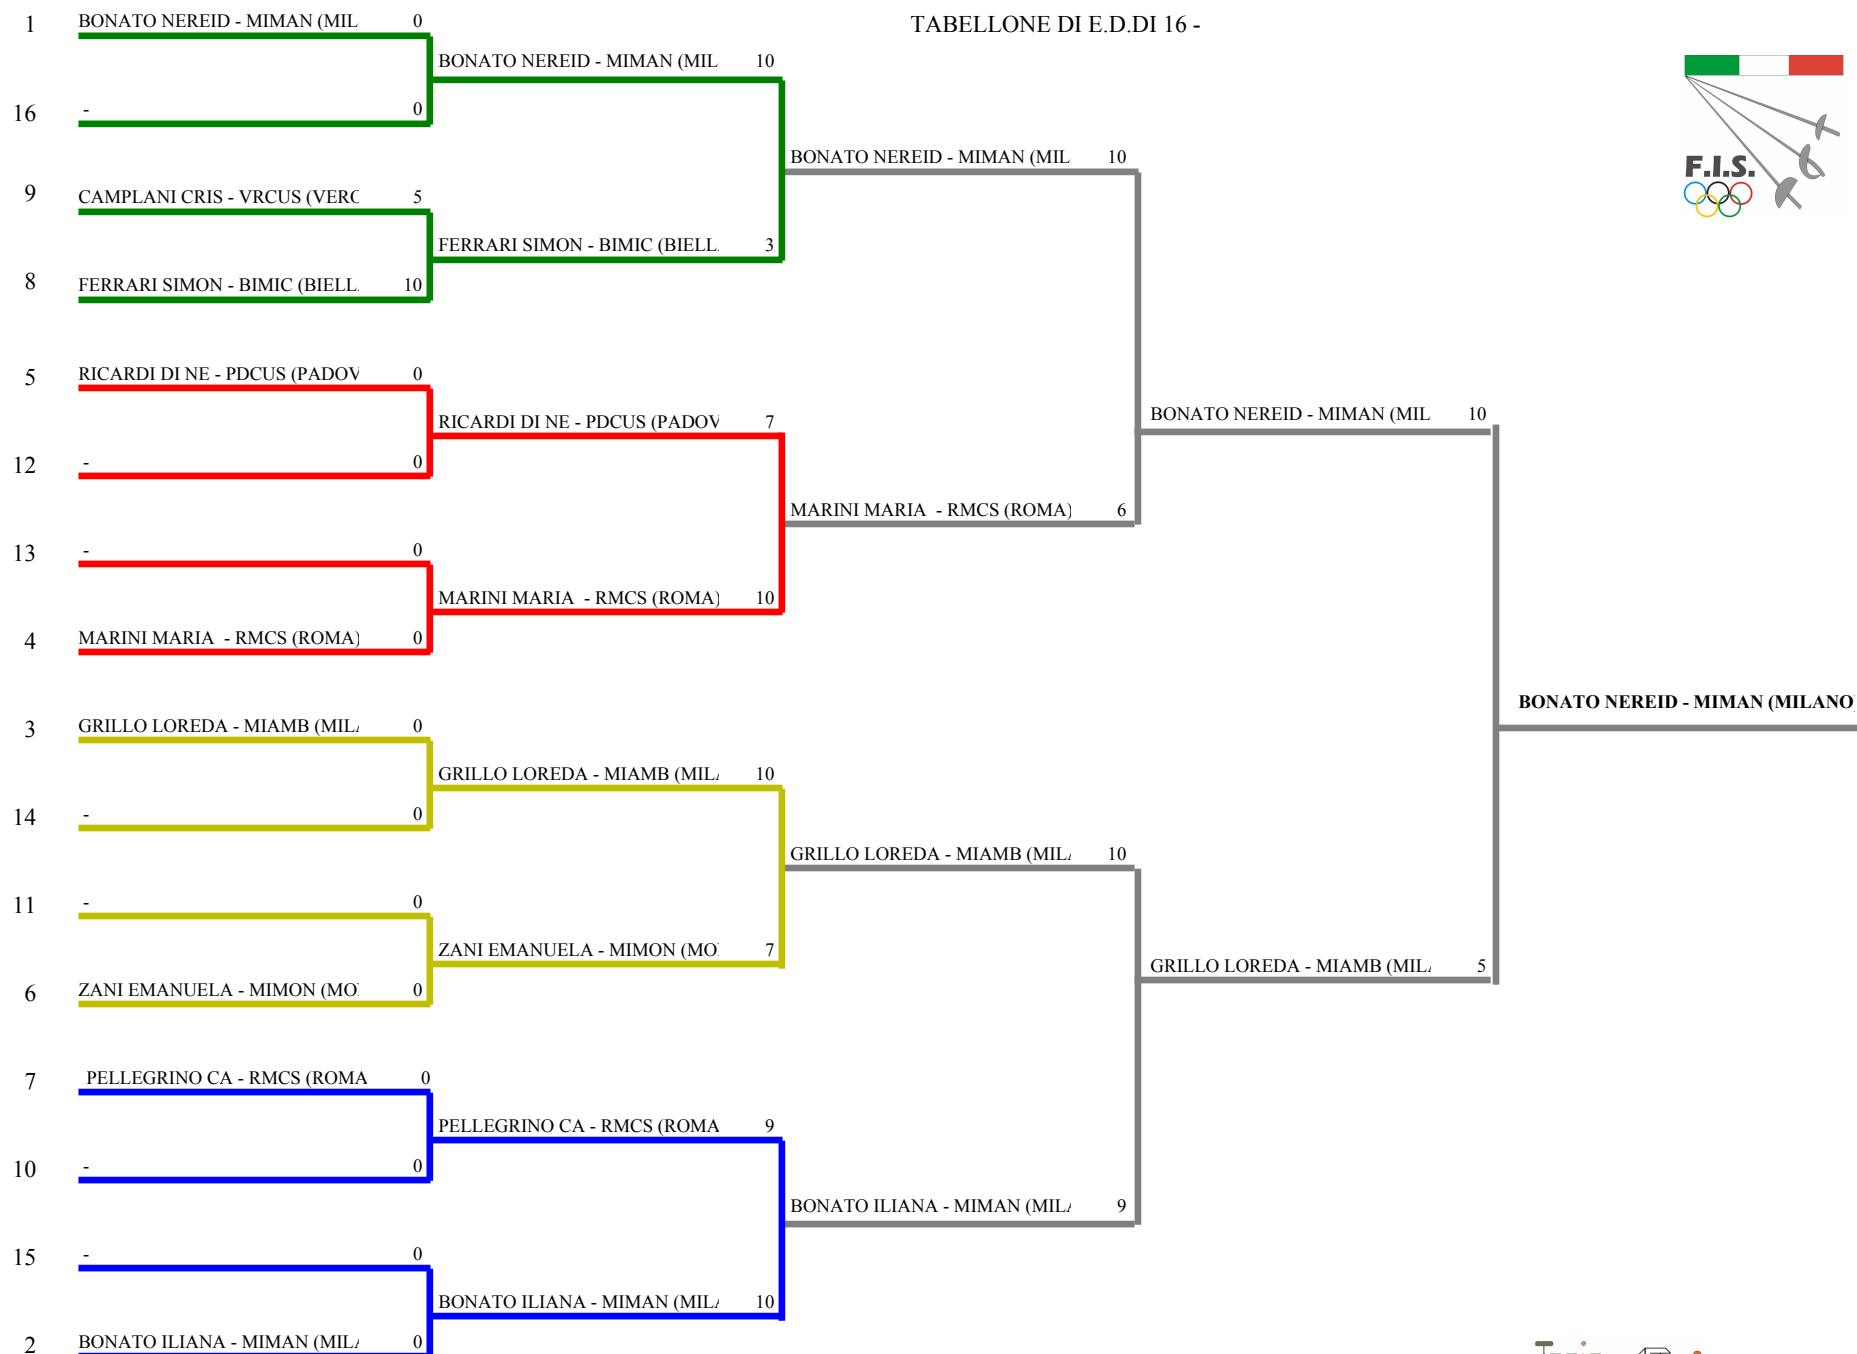 TABELLONE DI E.D.DI 16 -
F.I.S.
1 BONATO NEREID - MIMAN (MIL 0
BONATO NEREID - MIMAN (MIL 10
16 - 0
BONATO NEREID - MIMAN (MIL 10
9 CAMPLANI CRIS - VRCUS (VERC 5
FERRARI SIMON - BIMIC (BIELL. 3
8 FERRARI SIMON - BIMIC (BIELL. 10
5 RICARDI DI NE - PDCUS (PADOV 0
BONATO NEREID - MIMAN (MIL 10
RICARDI DI NE - PDCUS (PADOV 7
12 - 0
MARINI MARIA - RMCS (ROMA) 6
13 - 0
MARINI MARIA - RMCS (ROMA) 10
4 MARINI MARIA - RMCS (ROMA) 0
BONATO NEREID - MIMAN (MILANO)
3 GRILLO LOREDA - MIAMB (MILA 0
GRILLO LOREDA - MIAMB (MILA 10
14 - 0
GRILLO LOREDA - MIAMB (MILA 10
11 - 0
ZANI EMANUELA - MIMON (MO 7
GRILLO LOREDA - MIAMB (MILA 5
6 ZANI EMANUELA - MIMON (MO 0
7 PELLEGRINO CA - RMCS (ROMA 0
PELLEGRINO CA - RMCS (ROMA 9
10 - 0
BONATO ILIANA - MIMAN (MILA 9
15 - 0
BONATO ILIANA - MIMAN (MILA 10
2 BONATO ILIANA - MIMAN (MILA 0